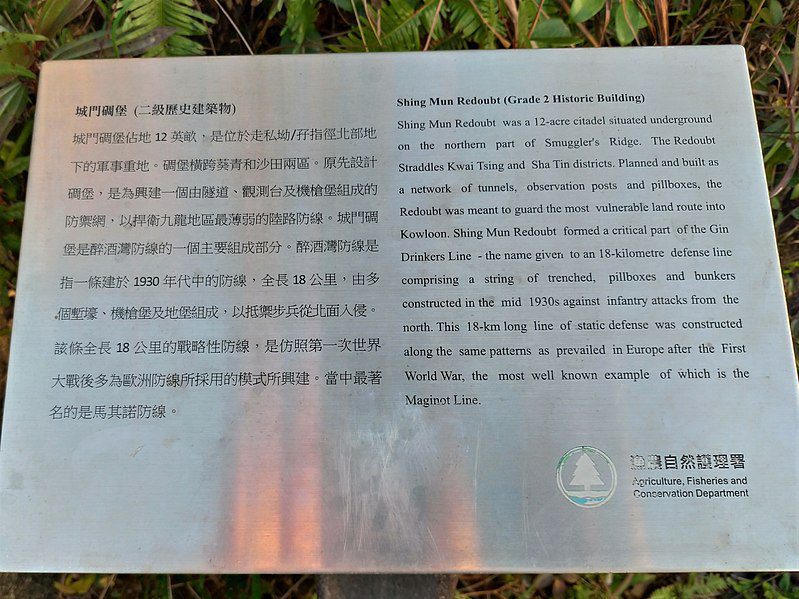 城門碉堡 (二級歷史建築物)
城門碉堡佔地 12 英畝，是位於走私坳/孖指徑北部地
下的軍事重地。碉堡橫跨葵青和沙田兩區。原先設計
碉堡，是為興建一個由隧道、觀測台及機槍堡組成的
防禦網，以捍衛九龍地區最薄弱的陸路防線。城門碉
堡是醉酒灣防線的一個主要組成部分。醉酒灣防線是
指一條建於 1930 年代中的防線，全長 18 公里，由多
個塹壕、機槍堡及地堡組成，以抵禦步兵從北面入侵。
該條全長 18 公里的戰略性防線，是仿照第一次世界
大戰後多為歐洲防線所採用的模式所興建。當中最著
名的是馬其諾防線。
Shing Mun Redoubt (Grade 2 Historic Building)
Shing Mun Redoubt was a 12-acre citadel situated underground
on the northern part of Smuggler's Ridge. The Redoubt
Straddles Kwai Tsing and Sha Tin districts. Planned and built as
a network of tunnels, observation posts and pillboxes, the
Redoubt was meant to guard the most vulnerable land route into
Kowloon. Shing Mun Redoubt formed a critical part of the Gin
Drinkers Line - the name given to an 18-kilometre defense line
comprising a string of trenched, pillboxes and bunkers
constructed in the mid 1930s against infantry attacks from the
north. This 18-km long line of static defense was constructed
along the same patterns as prevailed in Europe after the First
World War, the most well known example of which is the
Maginot Line.
漁農自然護理署
Agriculture, Fisheries and
Conservation Department